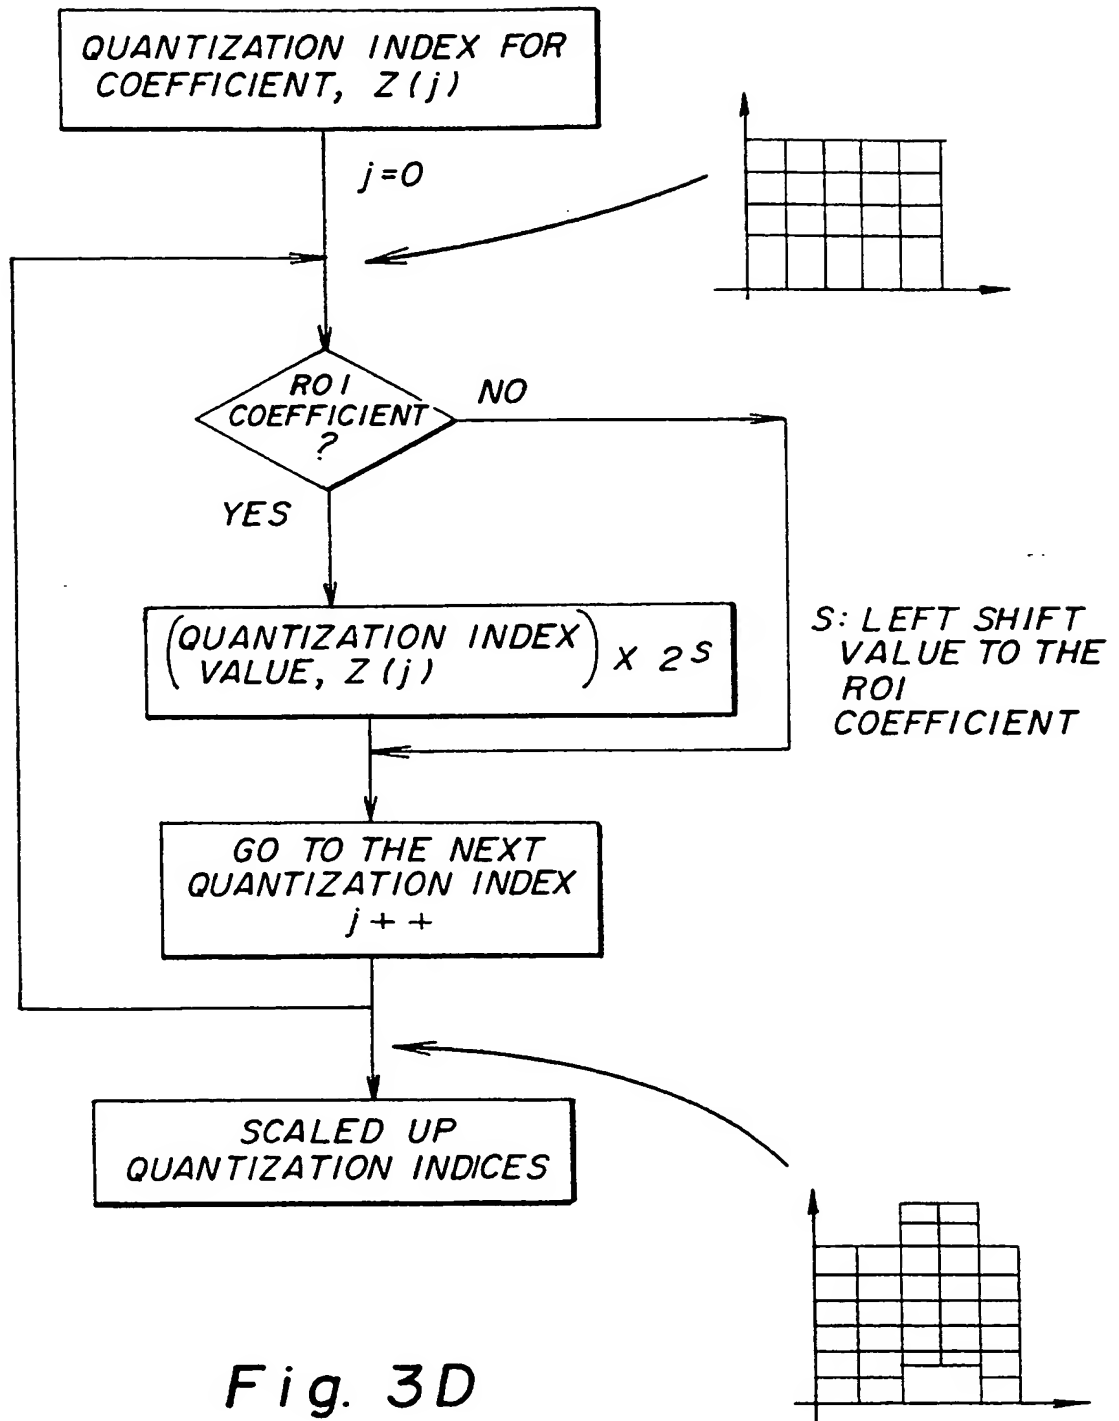 QUANTIZATION INDEX FOR
COEFFICIENT, Z(j)
j=0
ROI
COEFFICIENT
?
NO
YES
(QUANTIZATION INDEX
VALUE, Z(j)) X 2^S
S: LEFT SHIFT
VALUE TO THE
ROI
COEFFICIENT
GO TO THE NEXT
QUANTIZATION INDEX
j++
SCALED UP
QUANTIZATION INDICES
Fig. 3D